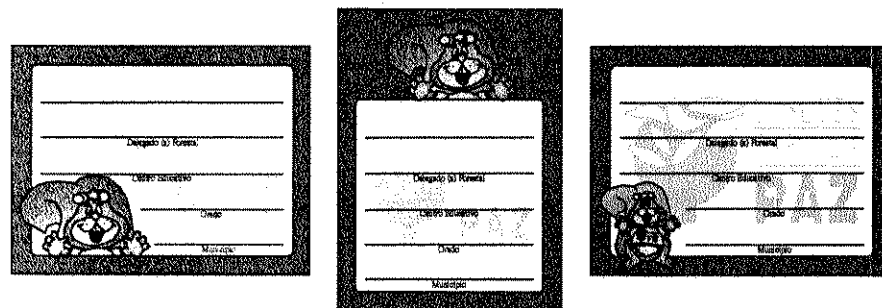 Delegado (a) Forestal
Centro Educativo
Grado
Municipio
Delegado (a) Forestal
Centro Educativo
Grado
Municipio
PAZ
Delegado (a) Forestal
Centro Educativo
Grado
Municipio
PAZ